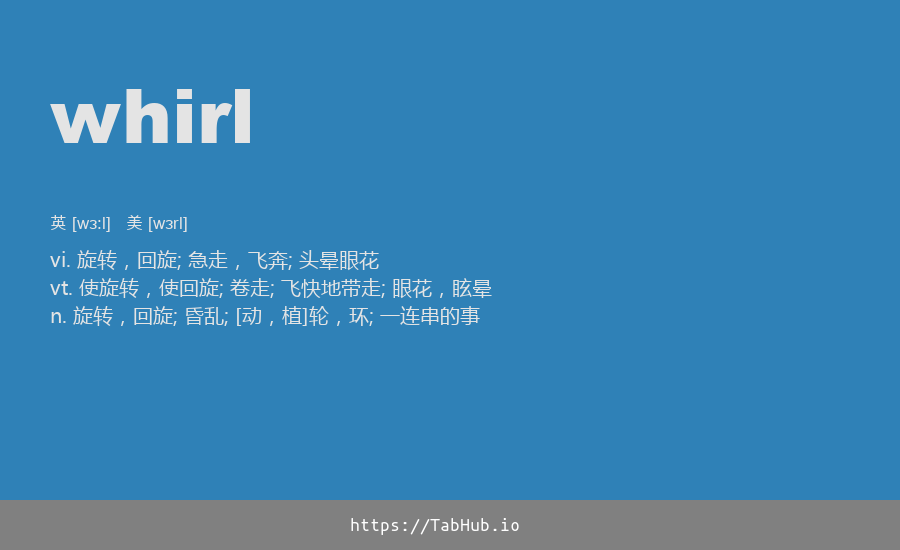 whirl
英 [wɜːl] 美 [wɜrl]
vi. 旋转，回旋; 急走，飞奔; 头晕眼花
vt. 使旋转，使回旋; 卷走; 飞快地带走; 眼花，眩晕
n. 旋转，回旋; 昏乱; [动，植]轮，环; 一连串的事
https://TabHub.io